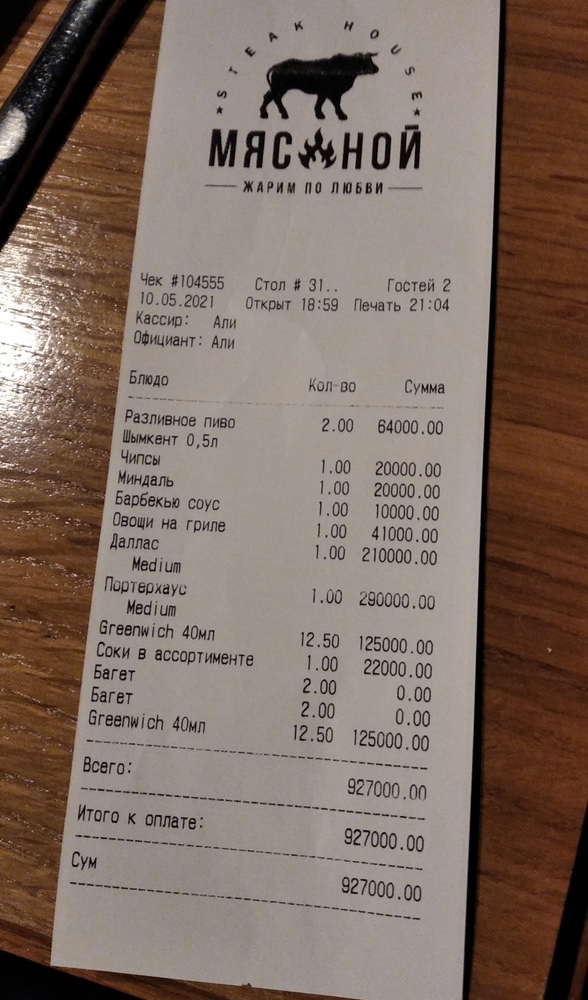 ★ STEAK HOUSE ★
МЯСНОЙ
ЖАРИМ ПО ЛЮБВИ
Чек #104555 Стол # 31.. Гостей 2
10.05.2021 Открыт 18:59 Печать 21:04
Кассир: Али
Официант: Али
Блюдо Кол-во Сумма
Разливное пиво 2.00 64000.00
Шымкент 0,5л
Чипсы 1.00 20000.00
Миндаль 1.00 20000.00
Барбекью соус 1.00 10000.00
Овощи на гриле 1.00 41000.00
Даллас 1.00 210000.00
Medium
Портерхаус 1.00 290000.00
Medium
Greenwich 40мл 12.50 125000.00
Соки в ассортименте 1.00 22000.00
Багет 2.00 0.00
Багет 2.00 0.00
Greenwich 40мл 12.50 125000.00
Всего: 927000.00
Итого к оплате: 927000.00
Сум 927000.00